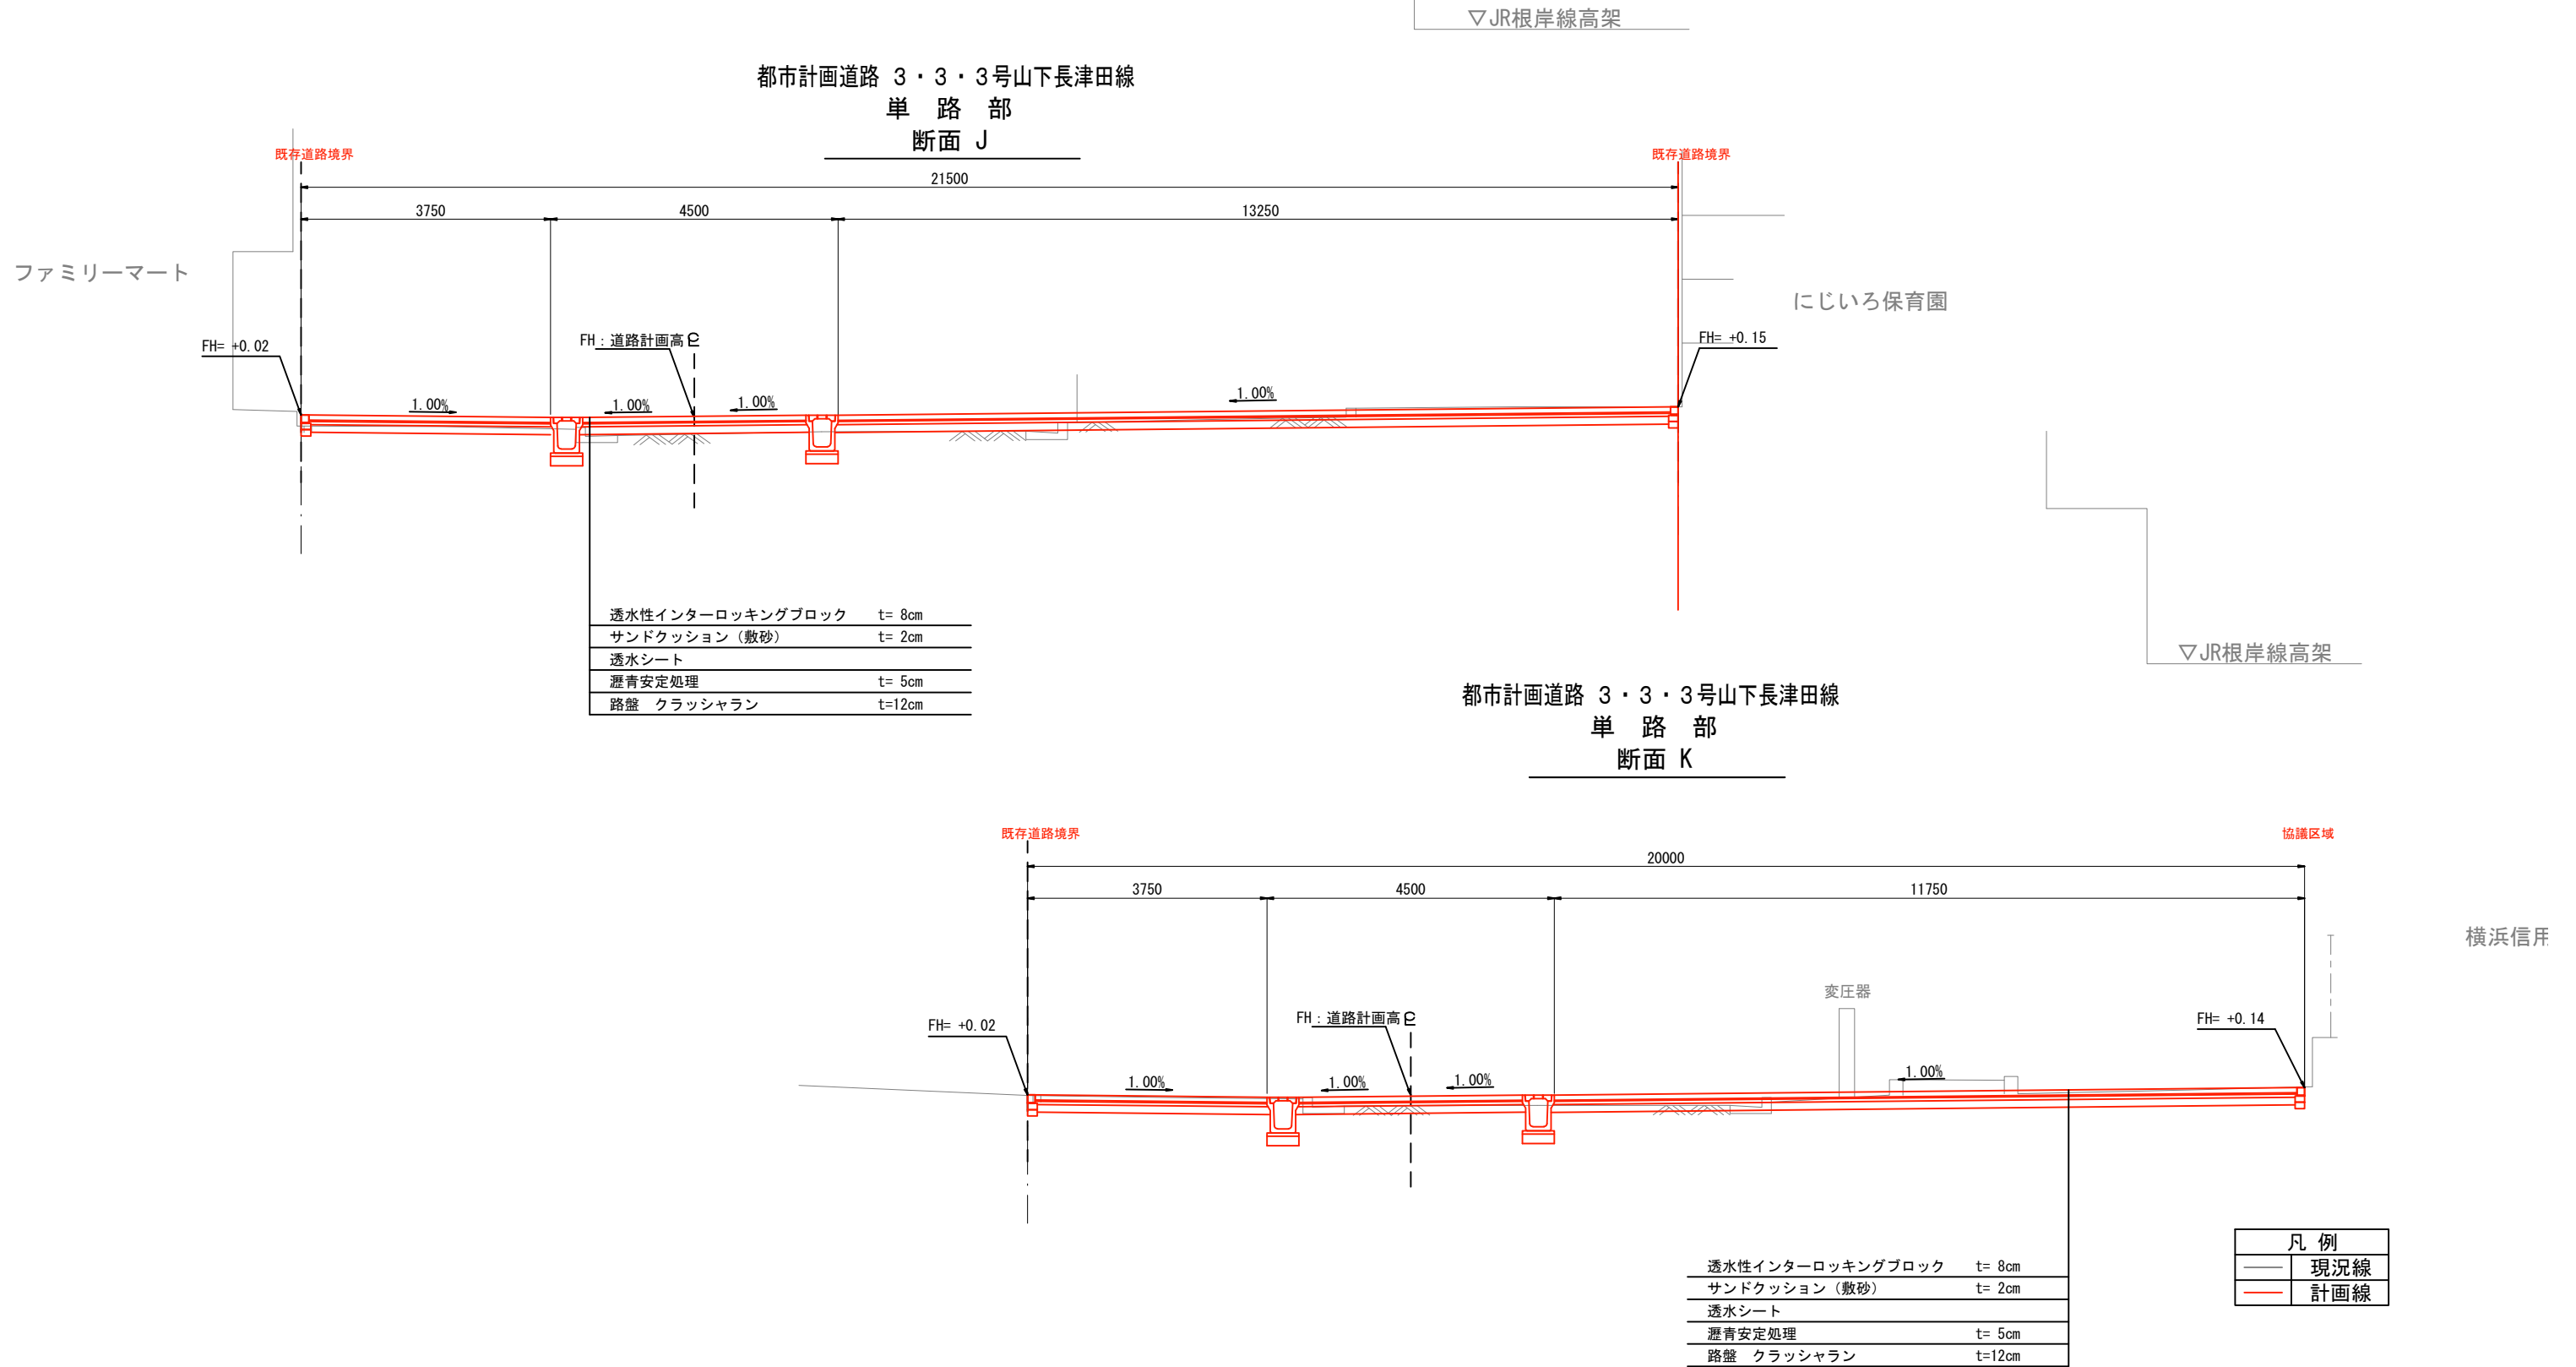 ▽JR根岸線高架
都市計画道路 3・3・3号山下長津田線
単 路 部
断面 J
既存道路境界
既存道路境界
21500
3750
4500
13250
ファミリーマート
にじいろ保育園
FH= +0.02
FH：道路計画高
FH= +0.15
1.00%
1.00%
1.00%
1.00%
透水性インターロッキングブロック t= 8cm
サンドクッション（敷砂） t= 2cm
透水シート
瀝青安定処理 t= 5cm
路盤 クラッシャラン t=12cm
▽JR根岸線高架
都市計画道路 3・3・3号山下長津田線
単 路 部
断面 K
既存道路境界
協議区域
20000
3750
4500
11750
横浜信用
変圧器
FH= +0.02
FH：道路計画高
FH= +0.14
1.00%
1.00%
1.00%
1.00%
透水性インターロッキングブロック t= 8cm
サンドクッション（敷砂） t= 2cm
透水シート
瀝青安定処理 t= 5cm
路盤 クラッシャラン t=12cm
凡 例
現況線
計画線